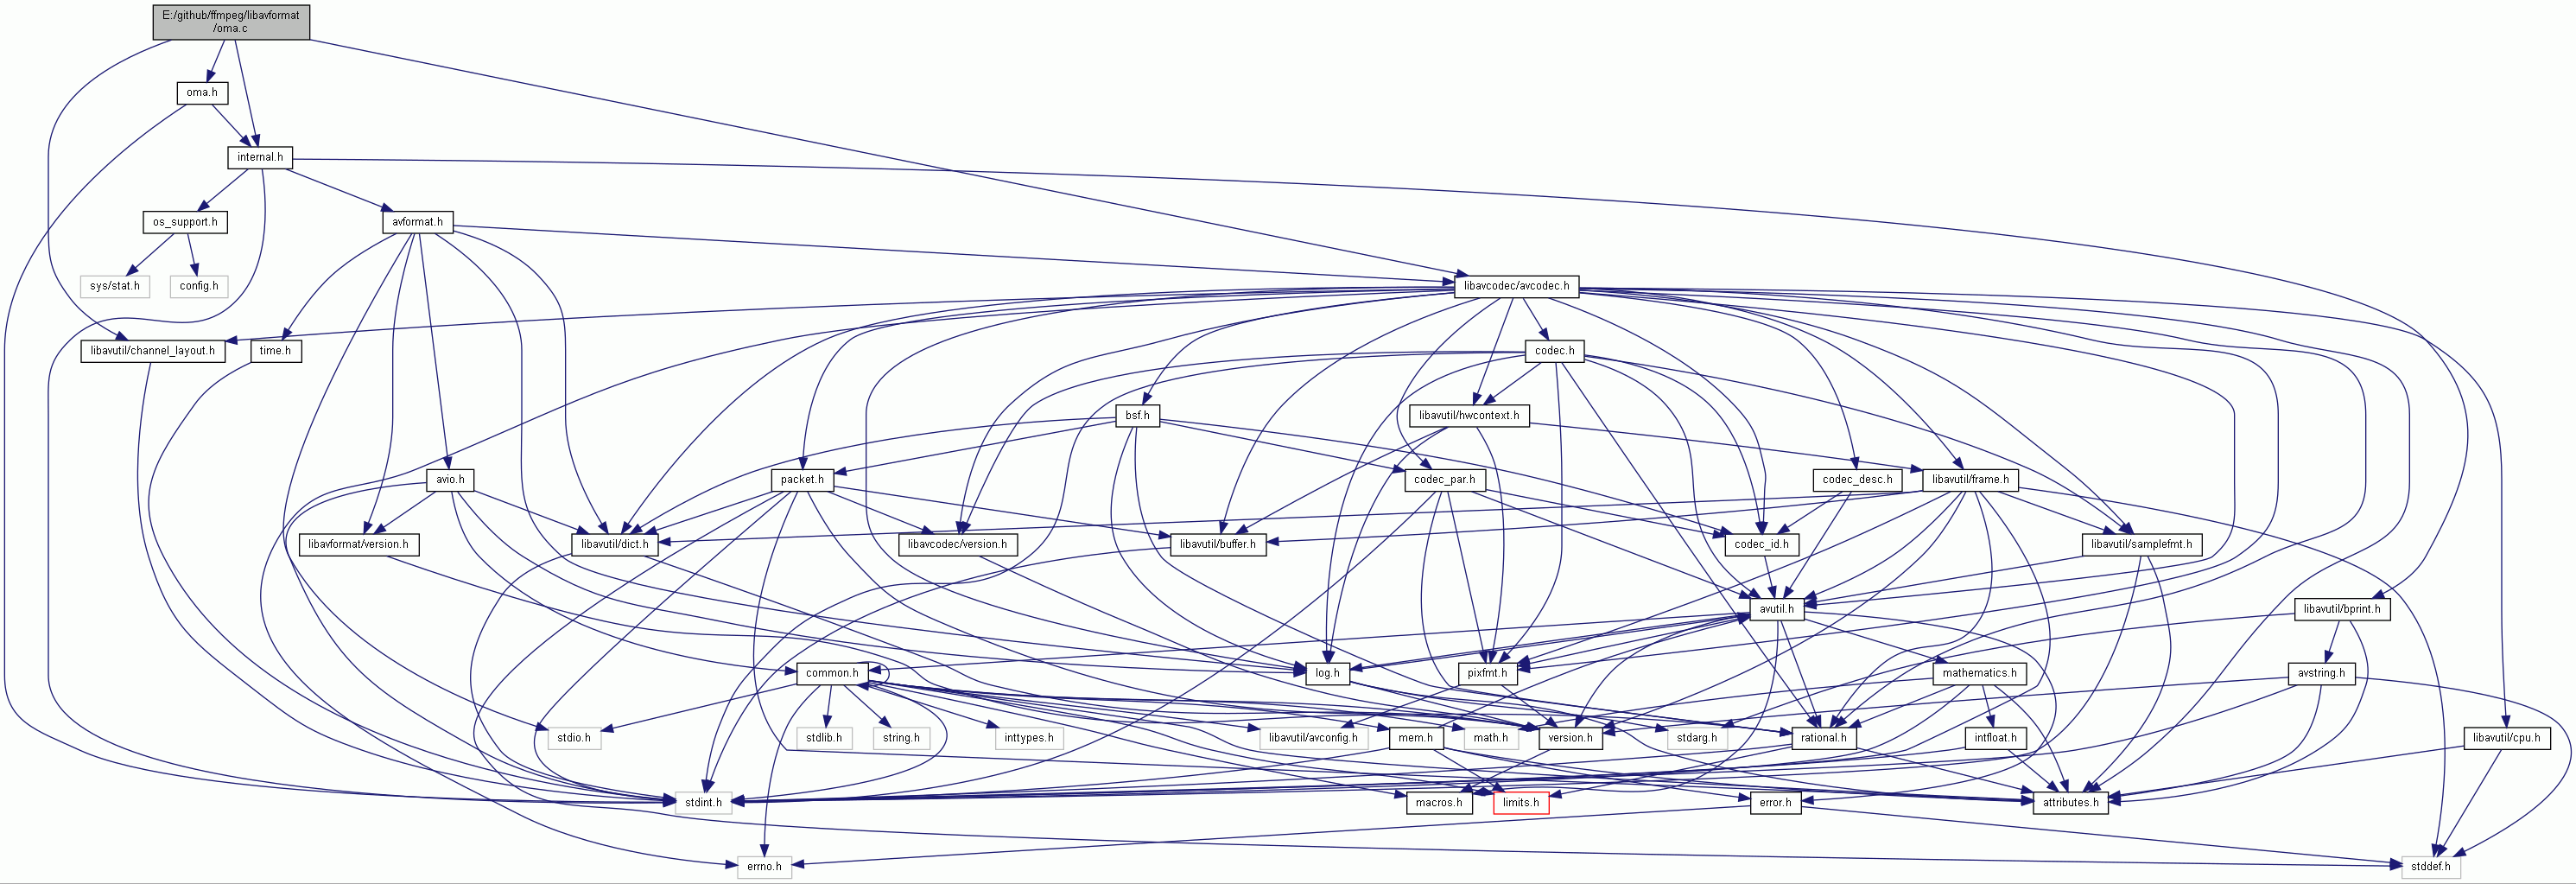 E:/github/ffmpeg/libavformat
/oma.c
oma.h
internal.h
os_support.h
avformat.h
sys/stat.h
config.h
libavcodec/avcodec.h
libavutil/channel_layout.h
time.h
codec.h
bsf.h
libavutil/hwcontext.h
avio.h
packet.h
codec_par.h
codec_desc.h
libavutil/frame.h
libavformat/version.h
libavutil/dict.h
libavcodec/version.h
libavutil/buffer.h
codec_id.h
libavutil/samplefmt.h
avutil.h
libavutil/bprint.h
common.h
log.h
pixfmt.h
mathematics.h
avstring.h
stdio.h
stdlib.h
string.h
inttypes.h
libavutil/avconfig.h
mem.h
math.h
version.h
stdarg.h
rational.h
intfloat.h
libavutil/cpu.h
stdint.h
macros.h
limits.h
error.h
attributes.h
errno.h
stddef.h